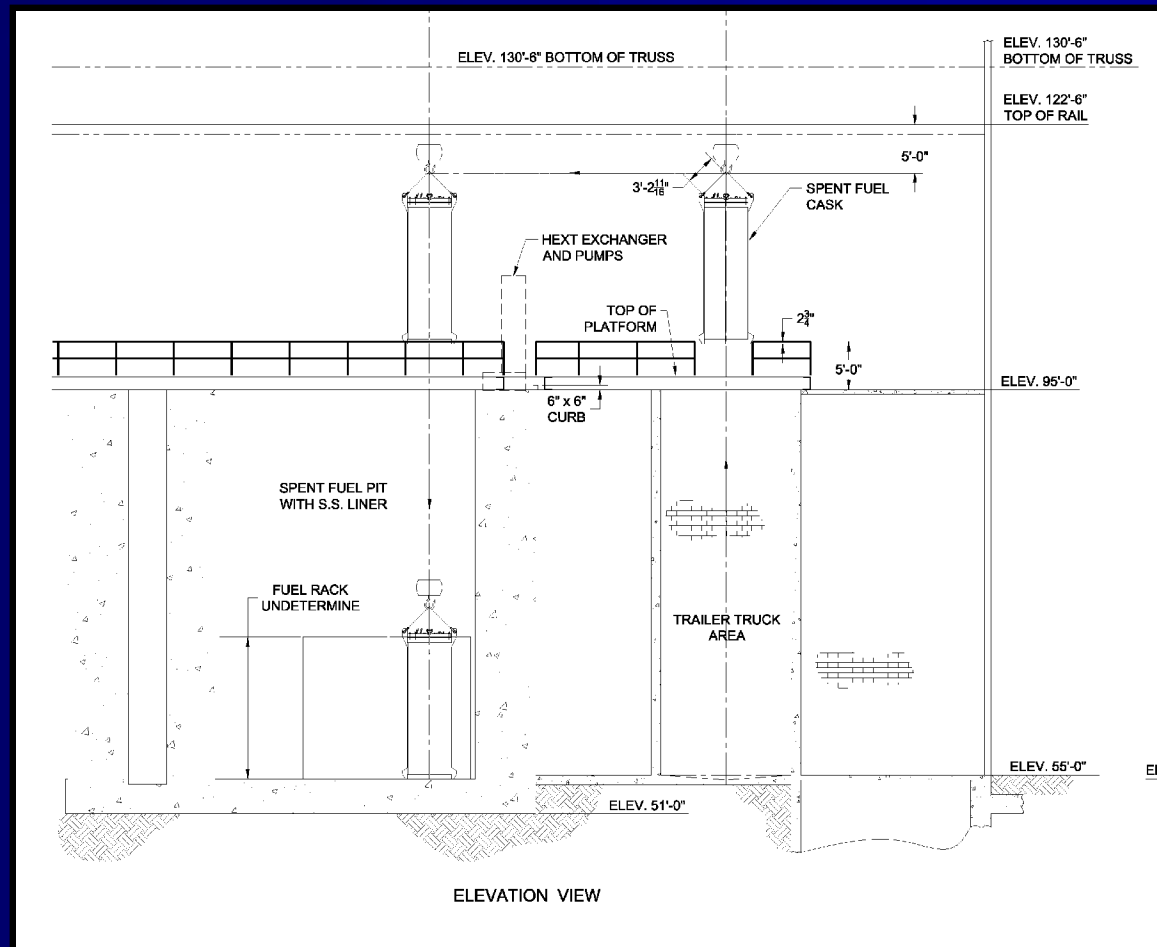 ELEV. 130'-6" BOTTOM OF TRUSS
ELEV. 130'-6"
BOTTOM OF TRUSS
ELEV. 122'-6"
TOP OF RAIL
5'-0"
3'-2 11/16"
SPENT FUEL
CASK
HEXT EXCHANGER
AND PUMPS
TOP OF
PLATFORM
2 3/4"
5'-0"
ELEV. 95'-0"
6" x 6"
CURB
SPENT FUEL PIT
WITH S.S. LINER
FUEL RACK
UNDETERMINE
TRAILER TRUCK
AREA
ELEV. 55'-0"
EL
ELEV. 51'-0"
ELEVATION VIEW